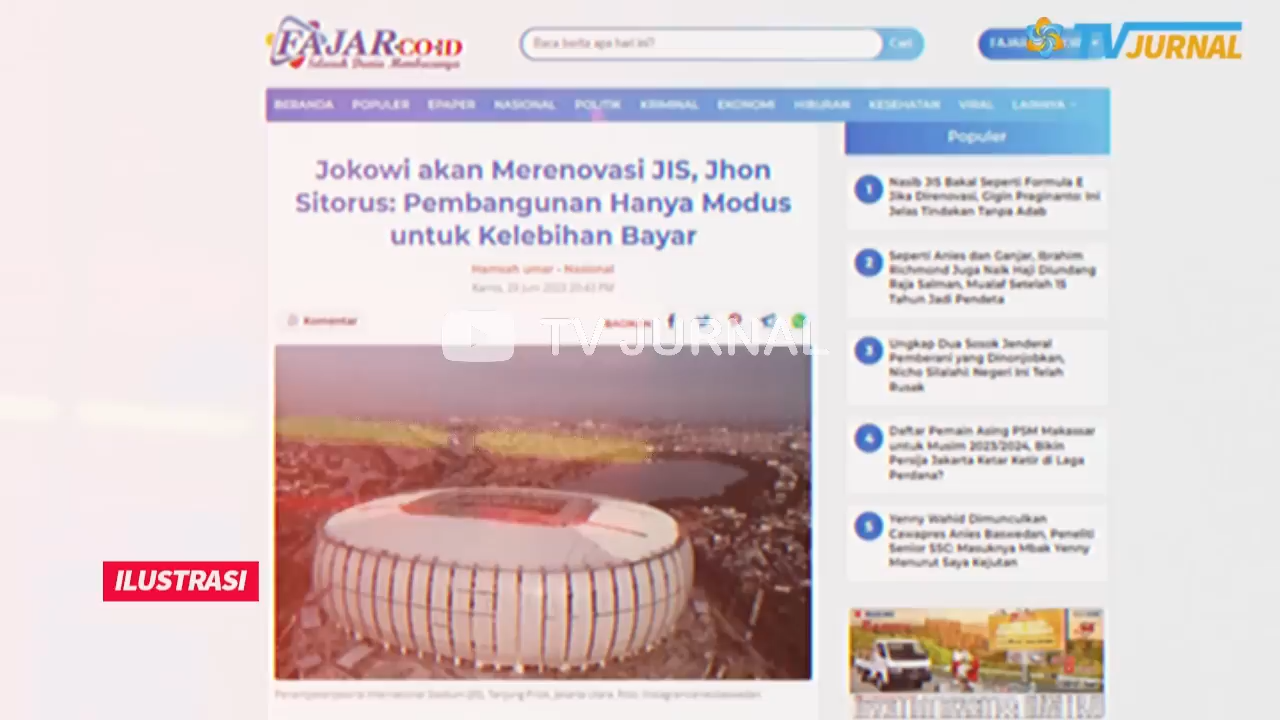 FAJAR.CO.ID
Baca berita apa hari ini?
Cari
TV JURNAL
BERANDA POPULER EPAPER NASIONAL POLITIK KRIMINAL EKONOMI HIBURAN KESEHATAN VIRAL LAINNYA
Jokowi akan Merenovasi JIS, Jhon
Sitorus: Pembangunan Hanya Modus
untuk Kelebihan Bayar
Hamsah umar - Nasional
Komentar
BAGIKAN
TV JURNAL
Populer
1
Nasib JIS Bakal Seperti Formula E
Jika Direnovasi, Gigin Praginanto: Ini
Jelas Tindakan Tanpa Adab
2
Seperti Anies dan Ganjar, Ibrahim
Richmond Juga Naik Haji Diundang
Raja Salman, Mualaf Setelah 15
Tahun Jadi Pendeta
3
Ungkap Dua Sosok Jenderal
Pemberani yang Dinonjobkan,
Nicho Silalahi: Negeri Ini Telah
Rusak
4
Daftar Pemain Asing PSM Makassar
untuk Musim 2023/2024, Bikin
Persija Jakarta Ketar Ketir di Laga
Perdana?
5
Yenny Wahid Dimunculkan
Cawapres Anies Baswedan, Peneliti
Senior SSC: Masuknya Mbak Yenny
Menurut Saya Kejutan
ILUSTRASI